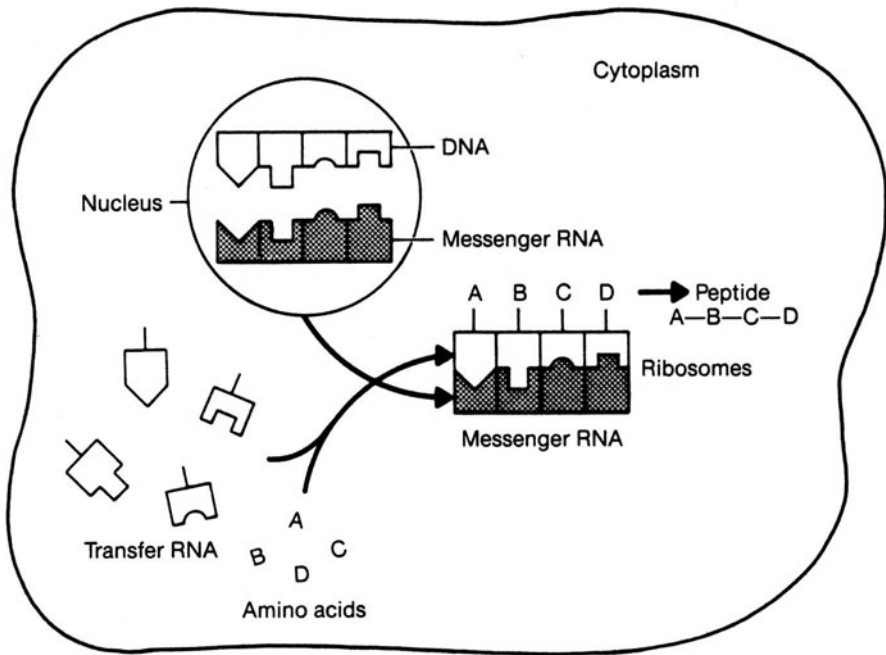 Cytoplasm
DNA
Nucleus
Messenger RNA
A B C D
Peptide
A—B—C—D
Ribosomes
Messenger RNA
Transfer RNA
A
B
C
D
Amino acids